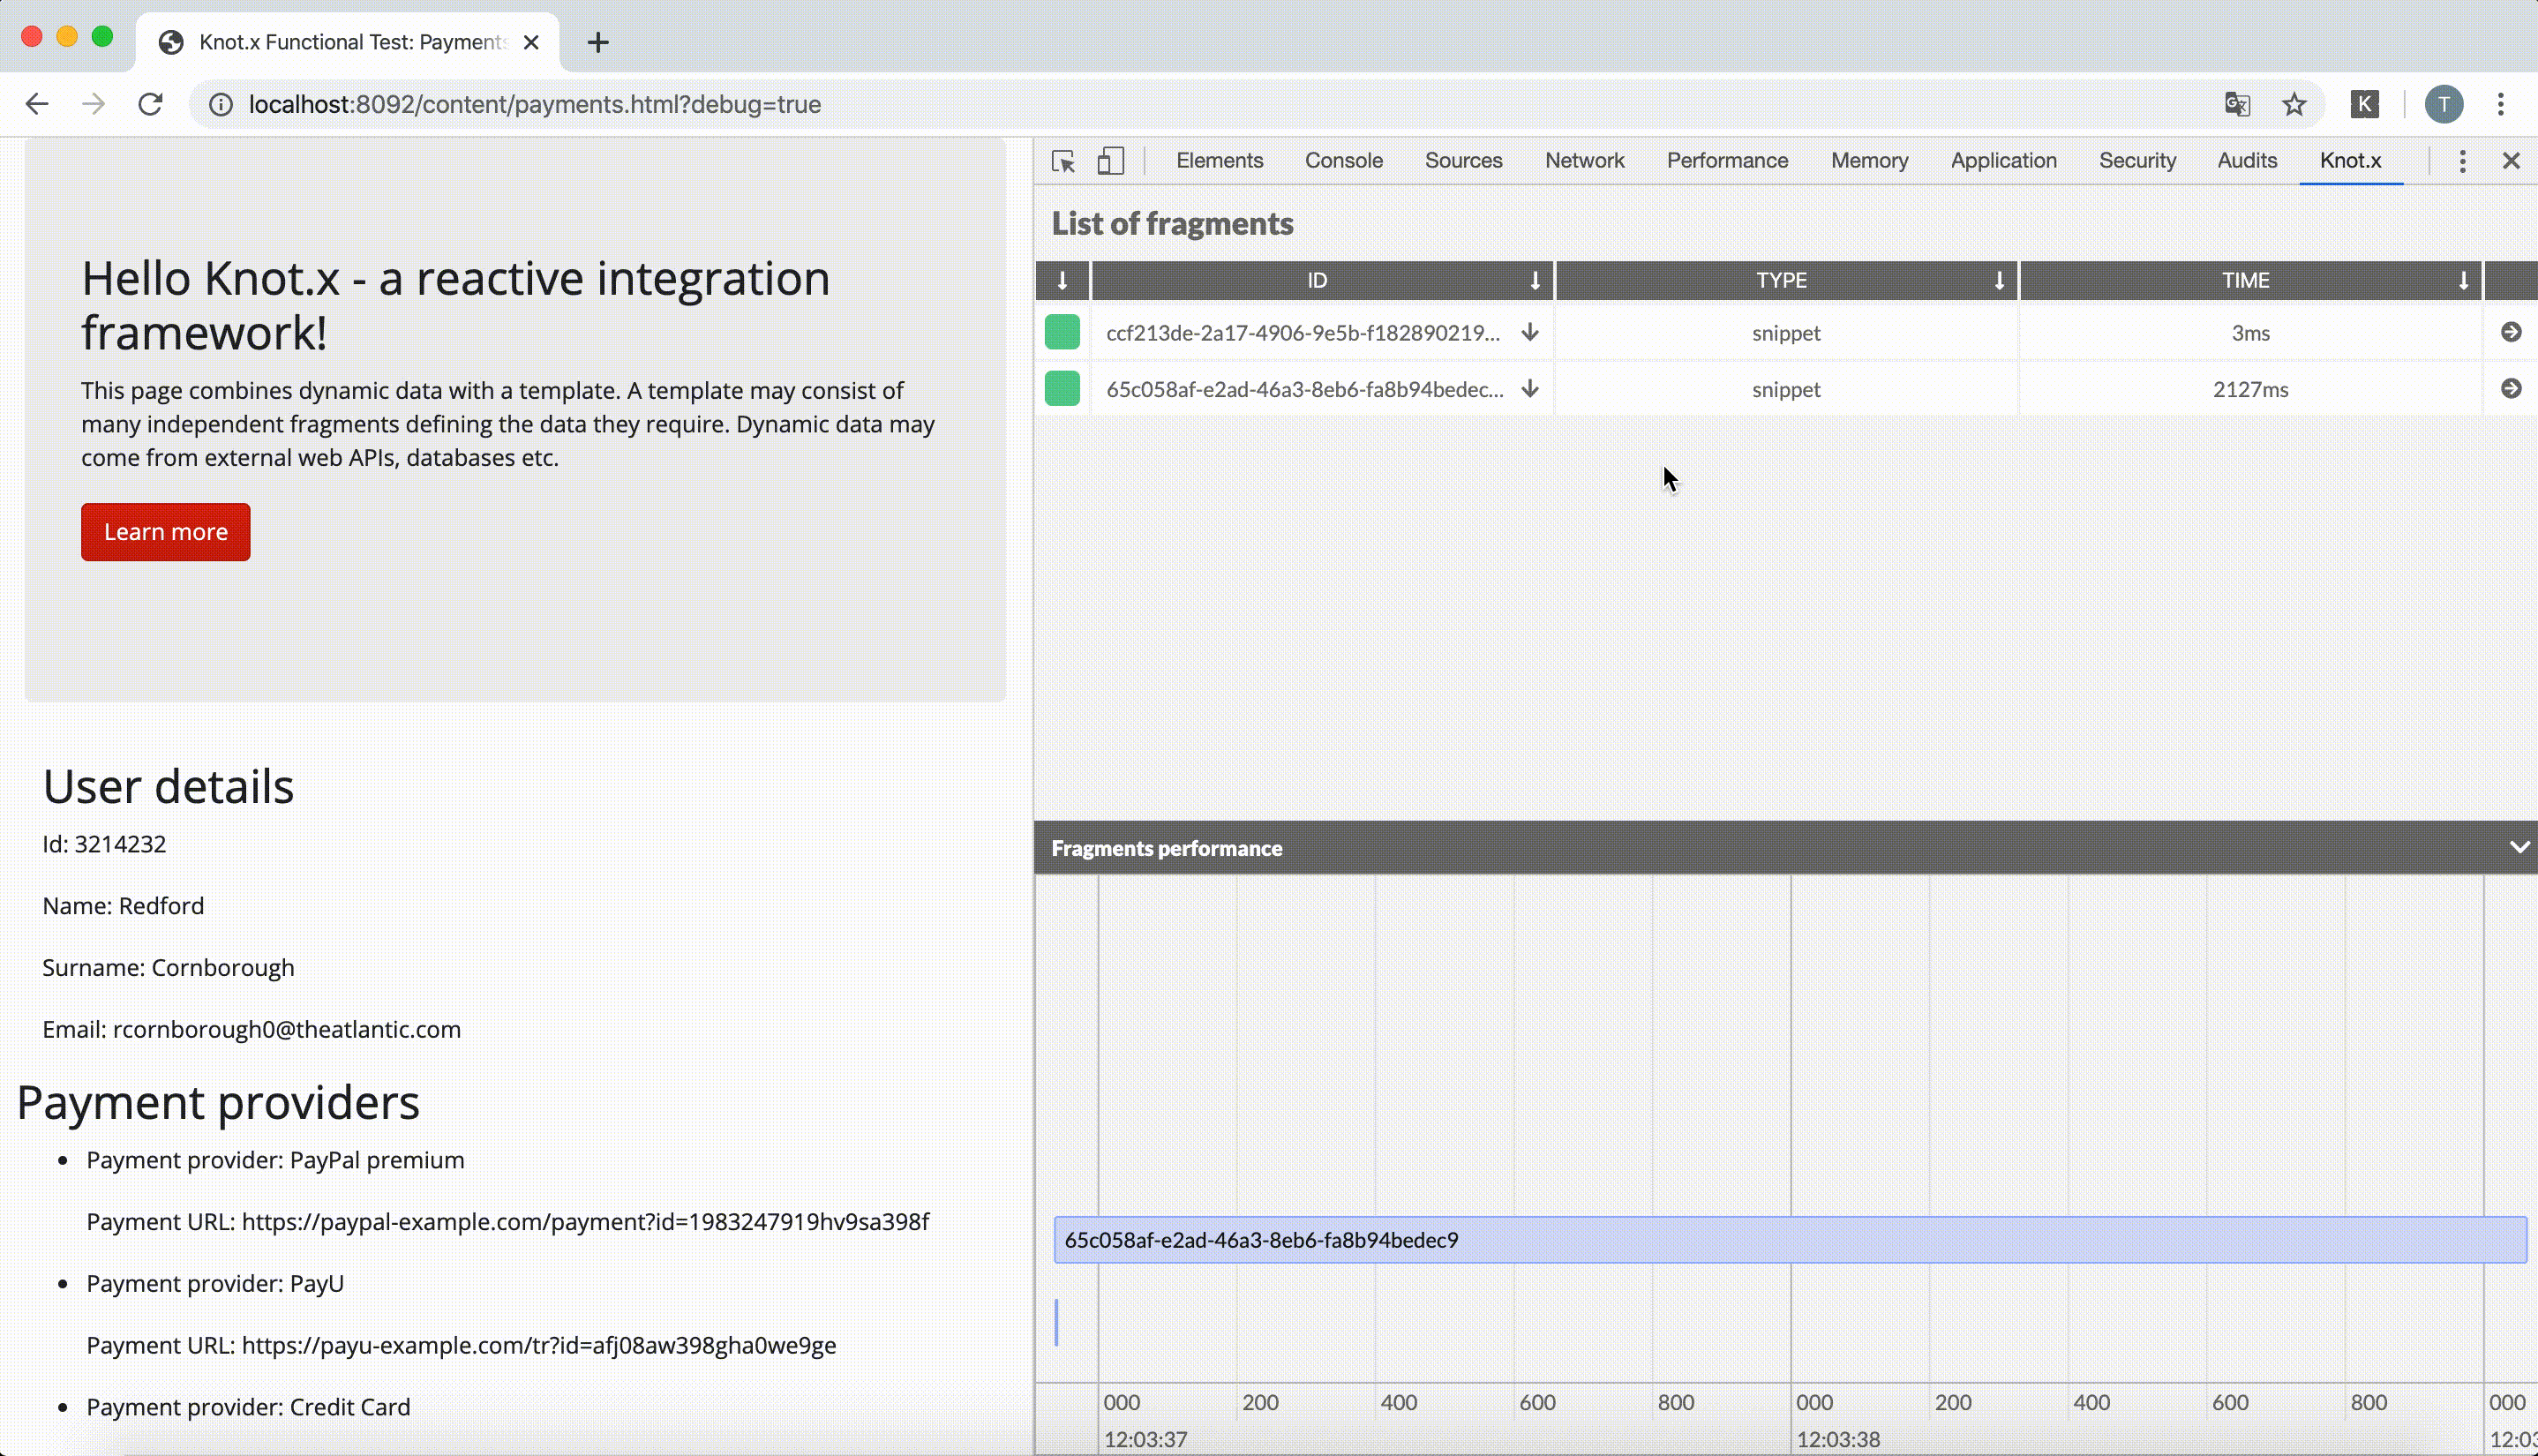 Knot.x Functional Test: Payments
localhost:8092/content/payments.html?debug=true
K
T
Hello Knot.x - a reactive integration
framework!
This page combines dynamic data with a template. A template may consist of
many independent fragments defining the data they require. Dynamic data may
come from external web APIs, databases etc.
Learn more
User details
Id: 3214232
Name: Redford
Surname: Cornborough
Email: rcornborough0@theatlantic.com
Payment providers
Payment provider: PayPal premium
Payment URL: https://paypal-example.com/payment?id=1983247919hv9sa398f
Payment provider: PayU
Payment URL: https://payu-example.com/tr?id=afj08aw398gha0we9ge
Payment provider: Credit Card
Elements Console Sources Network Performance Memory Application Security Audits Knot.x
List of fragments
ID TYPE TIME
ccf213de-2a17-4906-9e5b-f182890219... snippet 3ms
65c058af-e2ad-46a3-8eb6-fa8b94bedec... snippet 2127ms
Fragments performance
65c058af-e2ad-46a3-8eb6-fa8b94bedec9
000 200 400 600 800 000 200 400 600 800 000
12:03:37 12:03:38